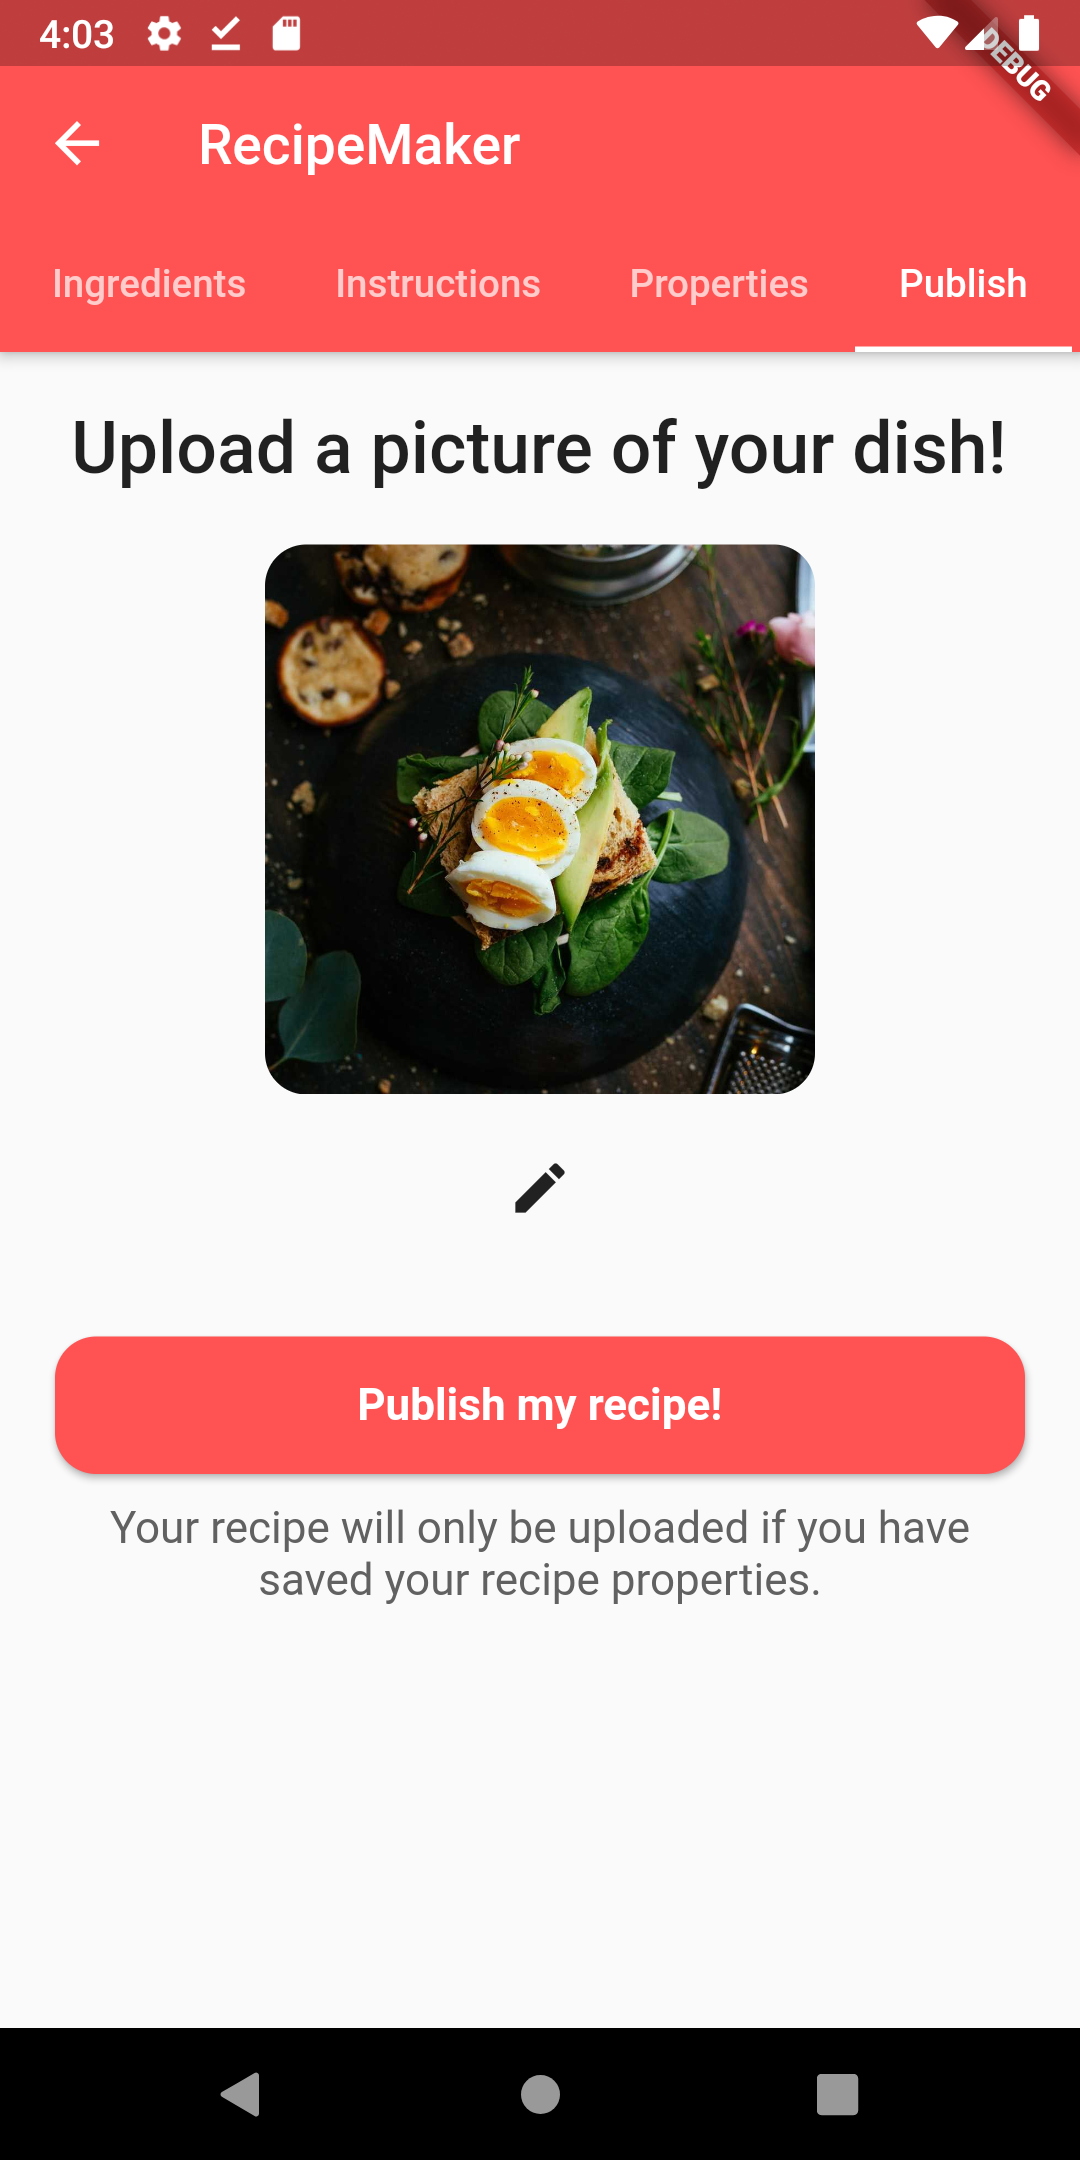 4:03
DEBUG
RecipeMaker
Ingredients Instructions Properties Publish
Upload a picture of your dish!
Publish my recipe!
Your recipe will only be uploaded if you have
saved your recipe properties.